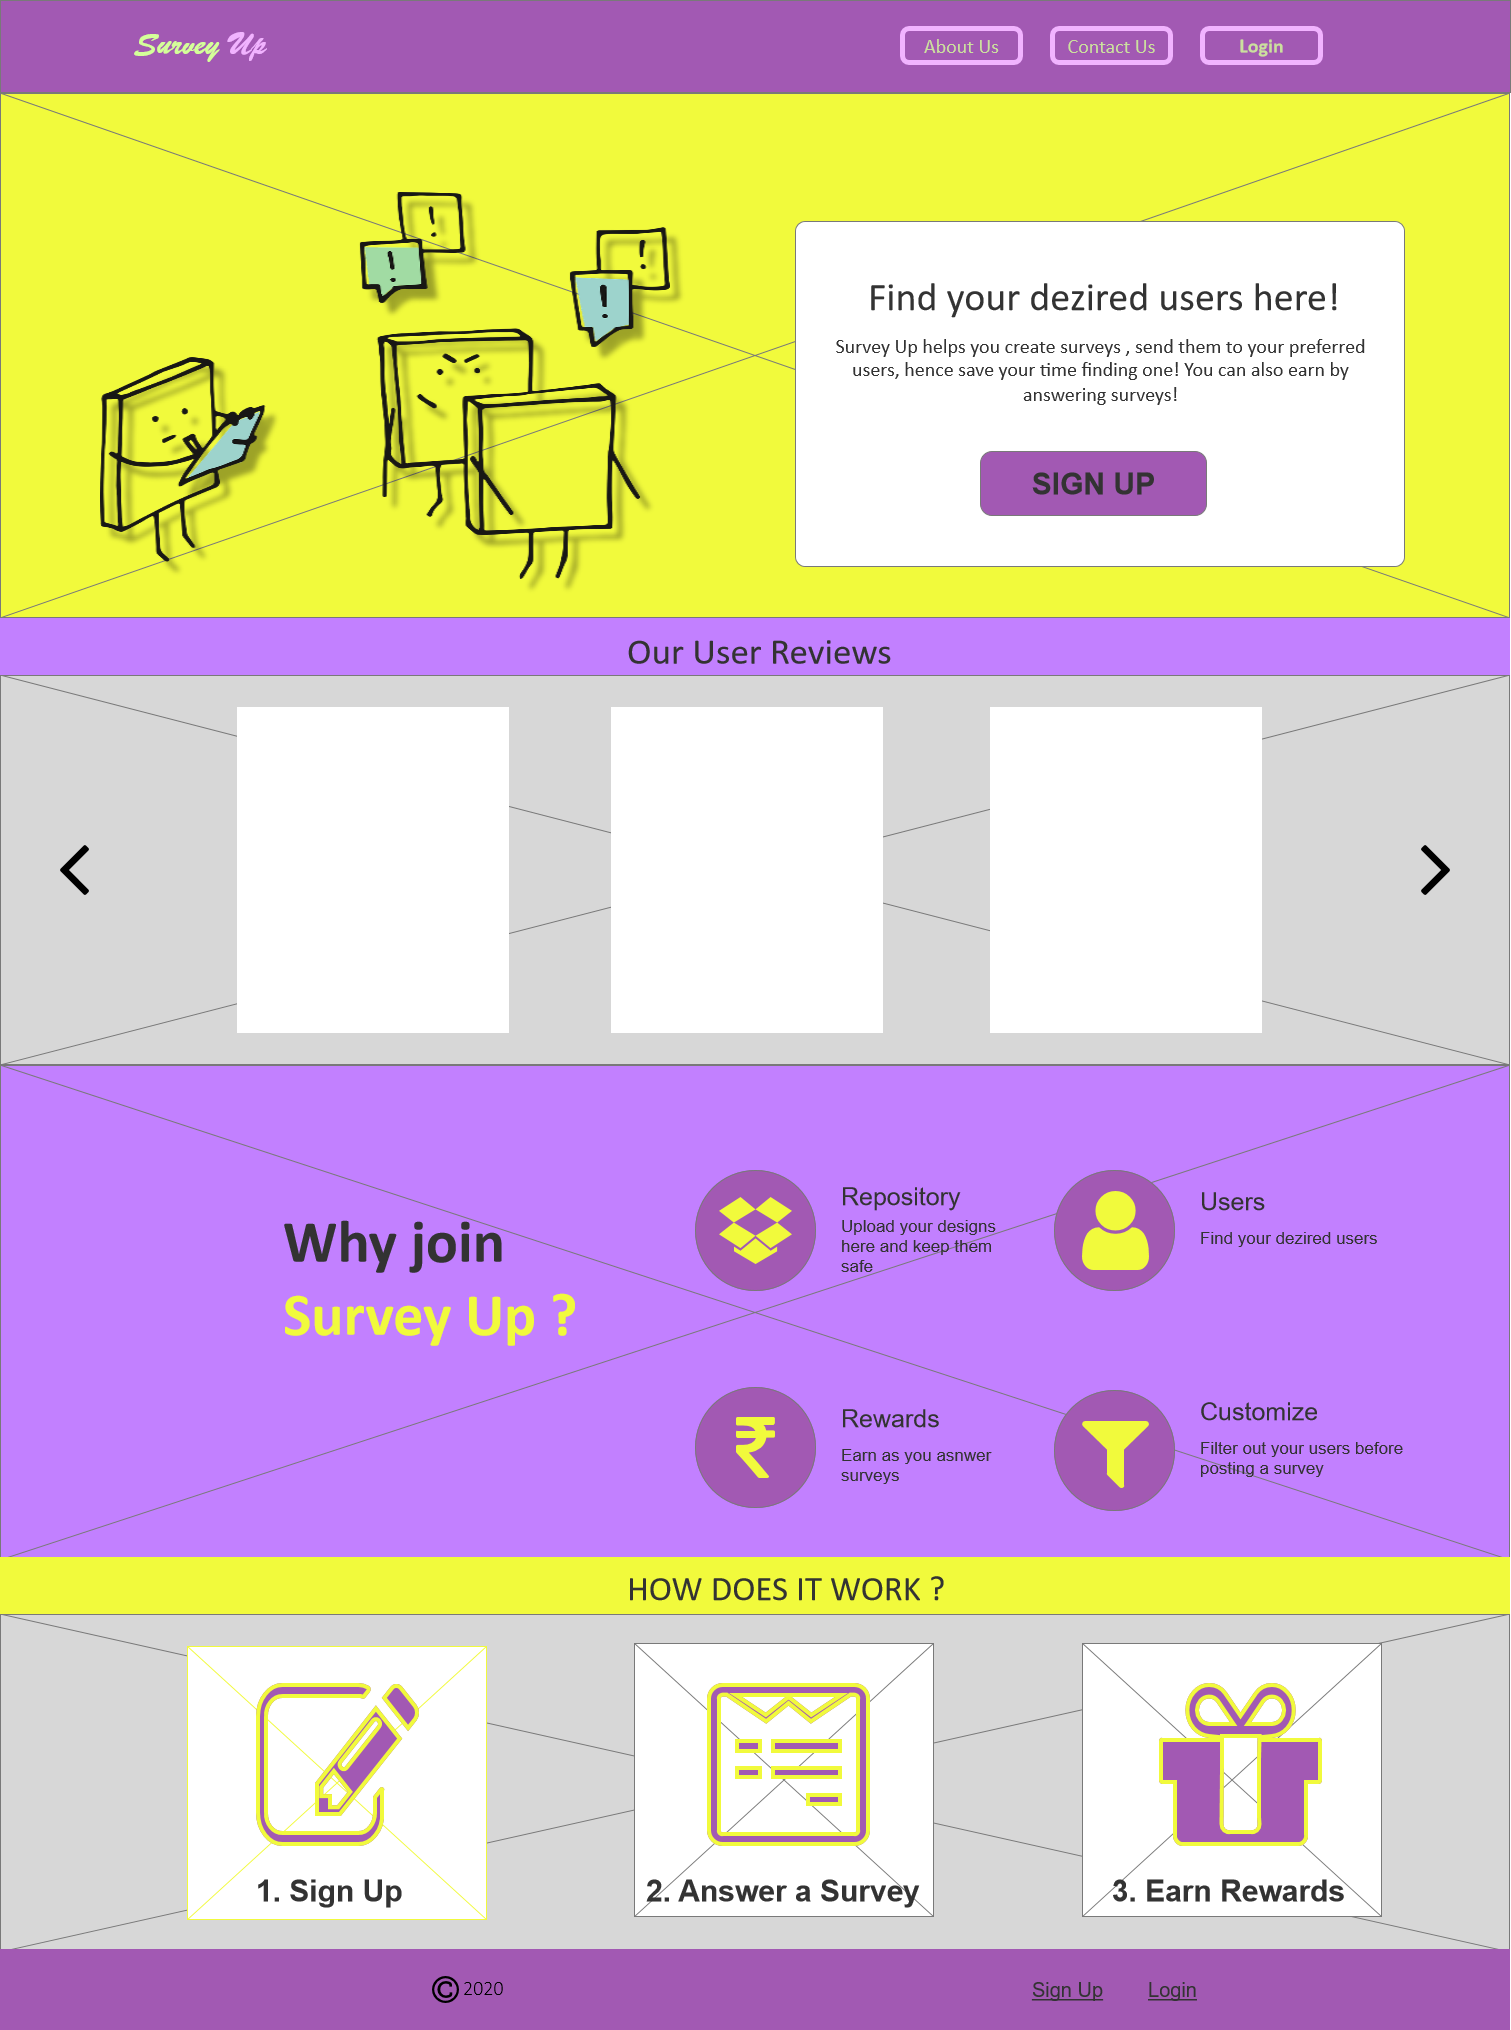 Survey Up
About Us
Contact Us
Login
!
!
!
!
Find your dezired users here!
Survey Up helps you create surveys , send them to your preferred
users, hence save your time finding one! You can also earn by
answering surveys!
SIGN UP
Our User Reviews
Why join
Survey Up ?
Repository
Upload your designs
here and keep them
safe
Users
Find your dezired users
₹
Rewards
Earn as you asnwer
surveys
Customize
Filter out your users before
posting a survey
HOW DOES IT WORK ?
1. Sign Up
2. Answer a Survey
3. Earn Rewards
© 2020
Sign Up
Login